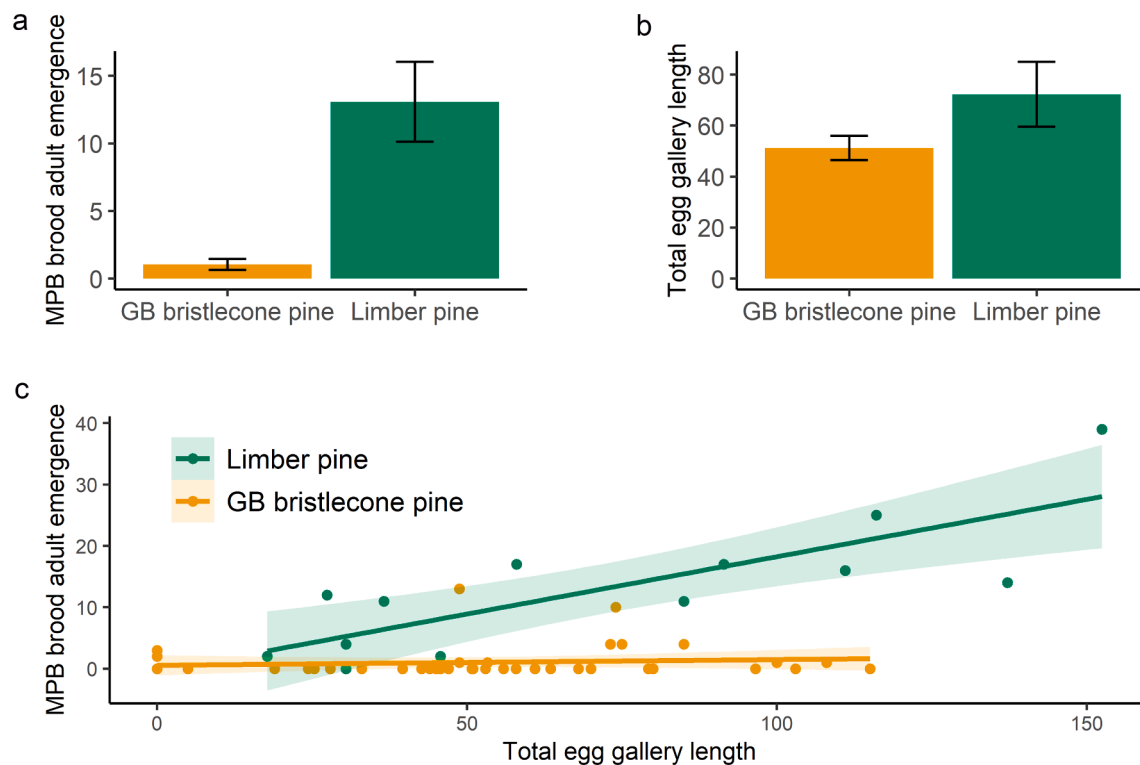 a
MPB brood adult emergence
15
10
5
0
GB bristlecone pine
Limber pine
b
Total egg gallery length
80
60
40
20
0
GB bristlecone pine
Limber pine
c
MPB brood adult emergence
40
30
20
10
0
Limber pine
GB bristlecone pine
0
50
100
150
Total egg gallery length